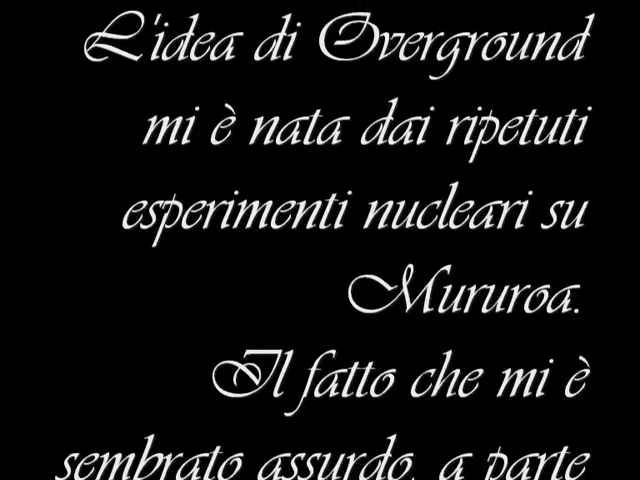 L'idea di Overground
mi è nata dai ripetuti
esperimenti nucleari su
Mururoa.
Il fatto che mi è
sembrato assurdo, a parte